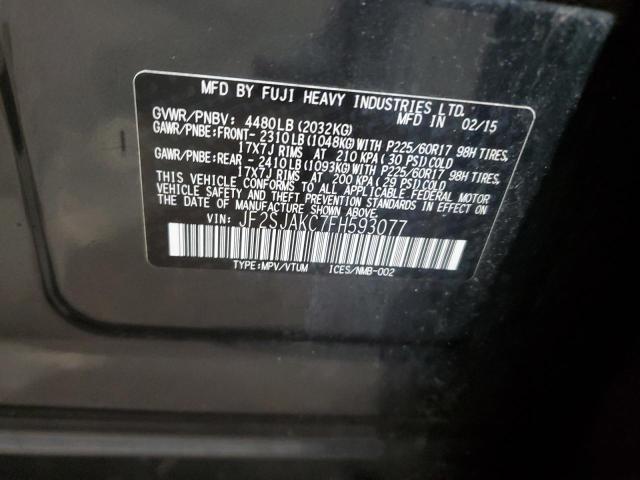 MFD BY FUJI HEAVY INDUSTRIES LTD.
MFD IN 02/15
GVWR/PNBV: 4480LB(2032KG)
GAWR/PNBE:FRONT- 2310LB(1048KG)WITH P225/60R17 98H TIRES,
17X7J RIMS AT 210 KPA(30 PSI)COLD
GAWR/PNBE:REAR - 2410LB(1093KG)WITH P225/60R17 98H TIRES,
17X7J RIMS AT 200 KPA(29 PSI)COLD
THIS VEHICLE CONFORMS TO ALL APPLICABLE FEDERAL MOTOR
VEHICLE SAFETY AND THEFT PREVENTION STANDARDS IN EFFECT ON
THE DATE OF MANUFACTURE SHOWN ABOVE.
VIN: JF2SJAKC7FH593077
TYPE:MPV/VTUM ICES/NMB-002